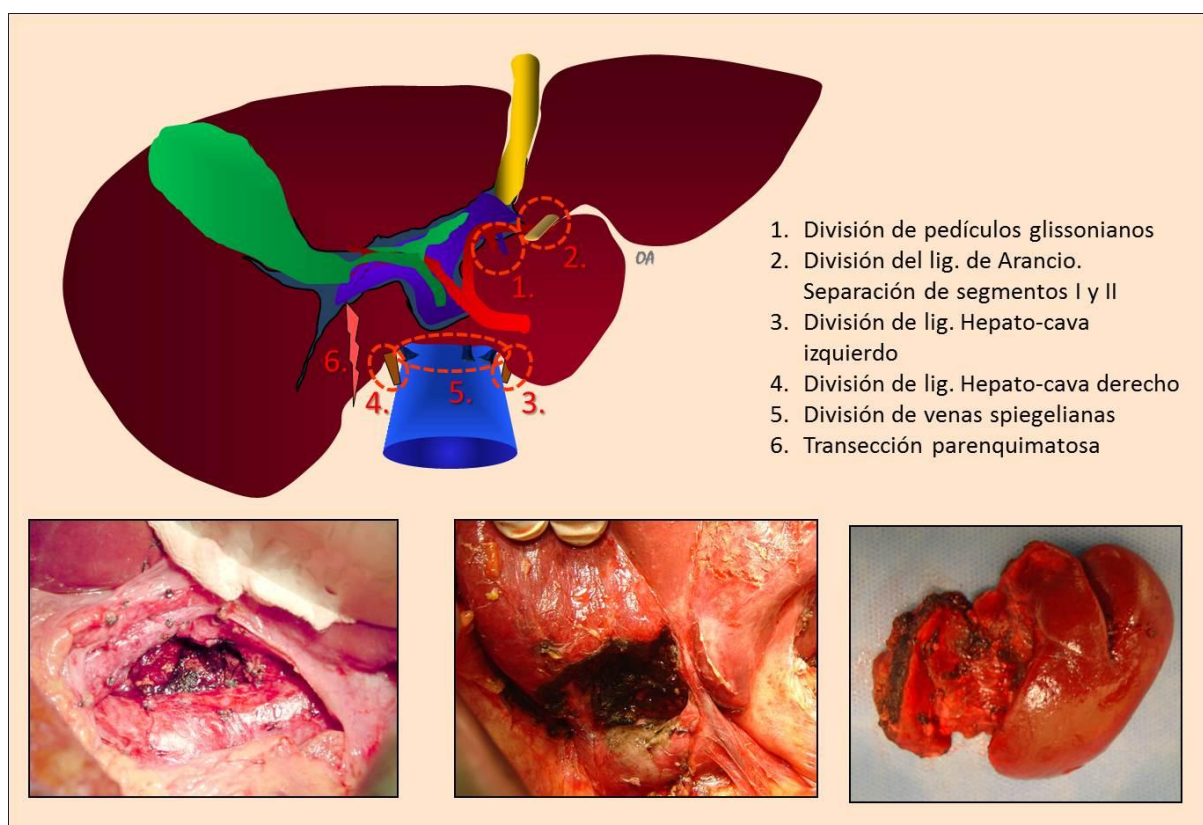 1. División de pedículos glissonianos
2. División del lig. de Arancio.
Separación de segmentos I y II
3. División de lig. Hepato-cava
izquierdo
4. División de lig. Hepato-cava derecho
5. División de venas spiegelianas
6. Transección parenquimatosa
1.
2.
OA
6.
4.
5.
3.